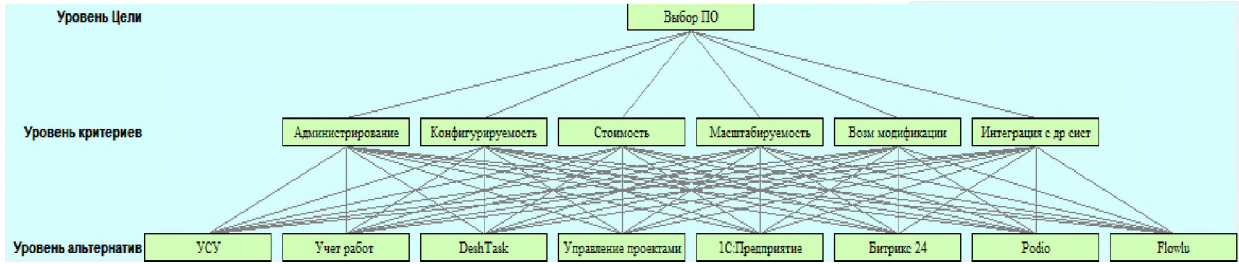 Уровень Цели
Выбор ПО
Уровень критериев
Администрирование
Конфигурируемость
Стоимость
Масштабируемость
Возм модификации
Интеграция с др сист
Уровень альтернатив
УСУ
Учет работ
DeshTask
Управление проектами
1С:Предприятие
Битрикс 24
Podio
Flowlu